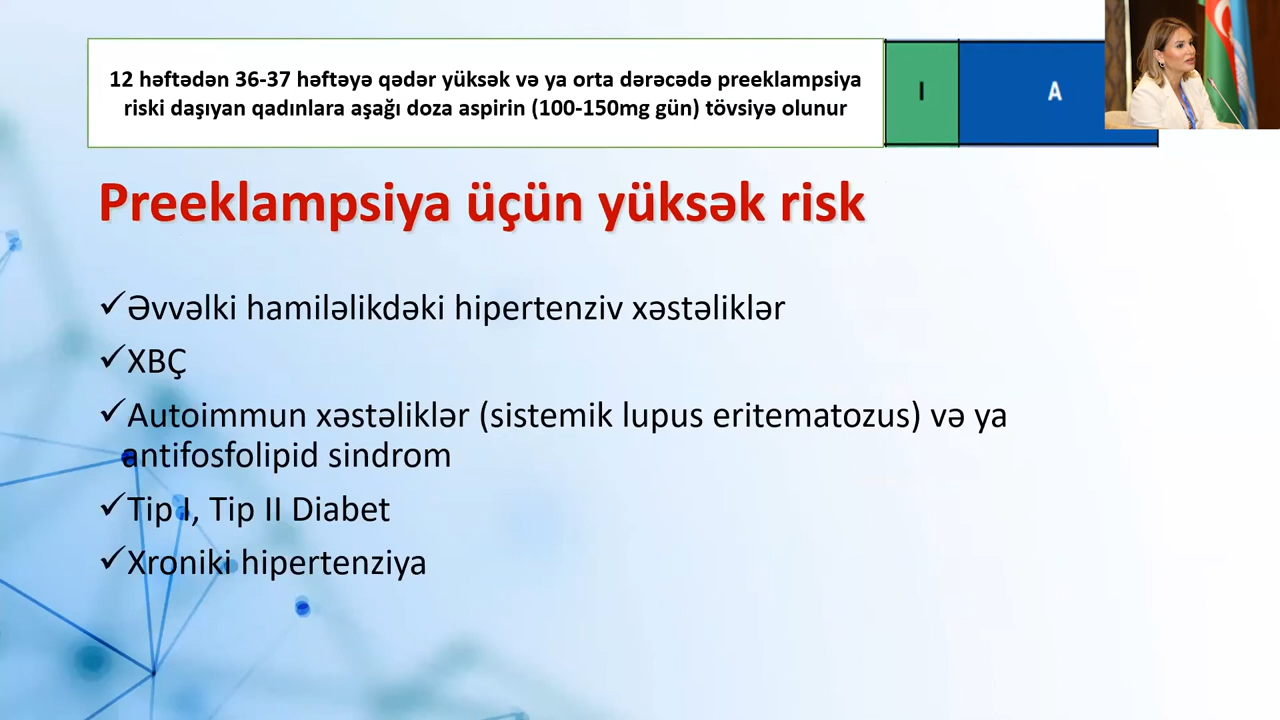 12 həftədən 36-37 həftəyə qədər yüksək və ya orta dərəcədə preeklampsiya
riski daşıyan qadınlara aşağı doza aspirin (100-150mg gün) tövsiyə olunur
I
A
Preeklampsiya üçün yüksək risk
✓Əvvəlki hamiləlikdəki hipertenziv xəstəliklər
✓XBÇ
✓Autoimmun xəstəliklər (sistemik lupus eritematozus) və ya
antifosfolipid sindrom
✓Tip I, Tip II Diabet
✓Xroniki hipertenziya